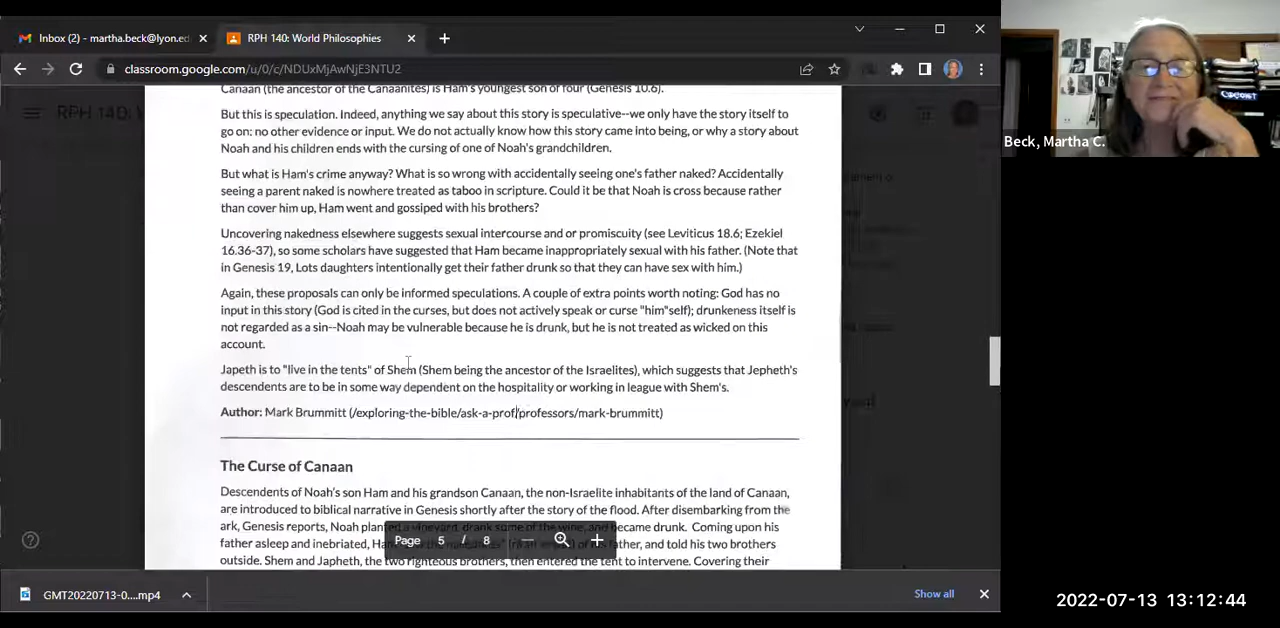 Inbox (2) - martha.beck@lyon.ed
RPH 140: World Philosophies
classroom.google.com/u/0/c/NDUxMjAwNjE3NTU2
Canaan (the ancestor of the Canaanites) is Ham's youngest son of four (Genesis 10.6).
But this is speculation. Indeed, anything we say about this story is speculative--we only have the story itself to
go on: no other evidence or input. We do not actually know how this story came into being, or why a story about
Noah and his children ends with the cursing of one of Noah's grandchildren.
But what is Ham's crime anyway? What is so wrong with accidentally seeing one's father naked? Accidentally
seeing a parent naked is nowhere treated as taboo in scripture. Could it be that Noah is cross because rather
than cover him up, Ham went and gossiped with his brothers?
Uncovering nakedness elsewhere suggests sexual intercourse and or promiscuity (see Leviticus 18.6; Ezekiel
16.36-37), so some scholars have suggested that Ham became inappropriately sexual with his father. (Note that
in Genesis 19, Lots daughters intentionally get their father drunk so that they can have sex with him.)
Again, these proposals can only be informed speculations. A couple of extra points worth noting: God has no
input in this story (God is cited in the curses, but does not actively speak or curse "him"self); drunkeness itself is
not regarded as a sin--Noah may be vulnerable because he is drunk, but he is not treated as wicked on this
account.
Japeth is to "live in the tents" of Shem (Shem being the ancestor of the Israelites), which suggests that Jepheth's
descendents are to be in some way dependent on the hospitality or working in league with Shem's.
Author: Mark Brummitt (/exploring-the-bible/ask-a-prof/professors/mark-brummitt)
The Curse of Canaan
Descendents of Noah's son Ham and his grandson Canaan, the non-Israelite inhabitants of the land of Canaan,
are introduced to biblical narrative in Genesis shortly after the story of the flood. After disembarking from the
ark, Genesis reports, Noah planted a vineyard, drank some of the wine, and became drunk. Coming upon his
father asleep and inebriated, Ham father, and told his two brothers
outside. Shem and Japheth, the two righteous brothers, then entered the tent to intervene. Covering their
Page 5 / 8
GMT20220713-0....mp4
Show all
Beck, Martha C.
2022-07-13 13:12:44